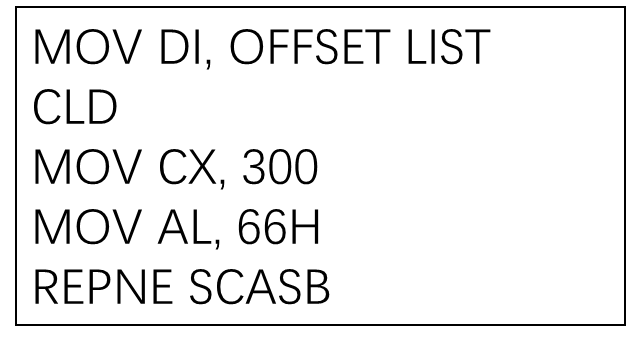 MOV DI, OFFSET LIST
CLD
MOV CX, 300
MOV AL, 66H
REPNE SCASB